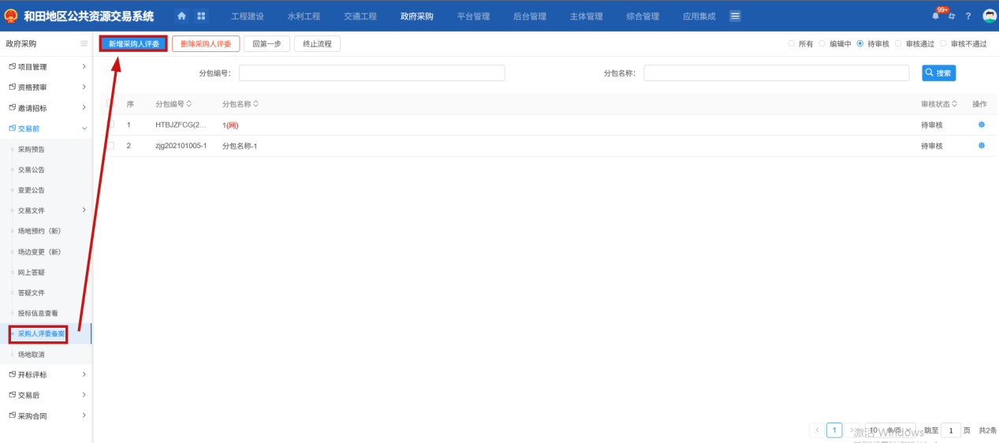 和田地区公共资源交易系统 工程建设 水利工程 交通工程 政府采购 平台管理 后台管理 主体管理 综合管理 应用集成 99+ ?
政府采购
新增采购人评委 删除采购人评委 回第一步 终止流程 所有 编辑中 待审核 审核通过 审核不通过
项目管理
资格预审
邀请招标
交易前
采购预告
交易公告
变更公告
交易文件
场地预约（新）
场边变更（新）
网上答疑
答疑文件
投标信息查看
采购人评委备案
场地取消
开标评标
交易后
采购合同
分包编号： 分包名称： 搜索
序 分包编号 分包名称 审核状态 操作
1 HTBJZFCG(2... 1(网) 待审核
2 zjg202101005-1 分包名称-1 待审核
< 1 > 10 条/页 跳至 1 页 共2条
激活 Windows